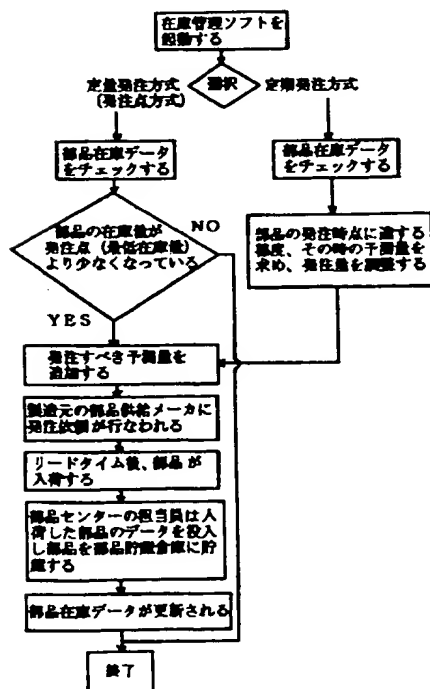 在庫管理ソフトを
起動する
選択
定量発注方式
(発注点方式)
定期発注方式
部品在庫データ
をチェックする
部品在庫データ
をチェックする
部品の在庫量が
発注点(最低在庫量)
より少なくなっている
NO
YES
部品の発注時点に達する
都度、その時の予測量を
求め、発注量を調整する
発注すべき予測量を
追加する
製造元の部品供給メーカに
発注依頼が行なわれる
リードタイム後、部品が
入荷する
部品センターの担当員は入
荷した部品のデータを投入
し部品を部品貯蔵倉庫に貯
蔵する
部品在庫データが更新される
終了